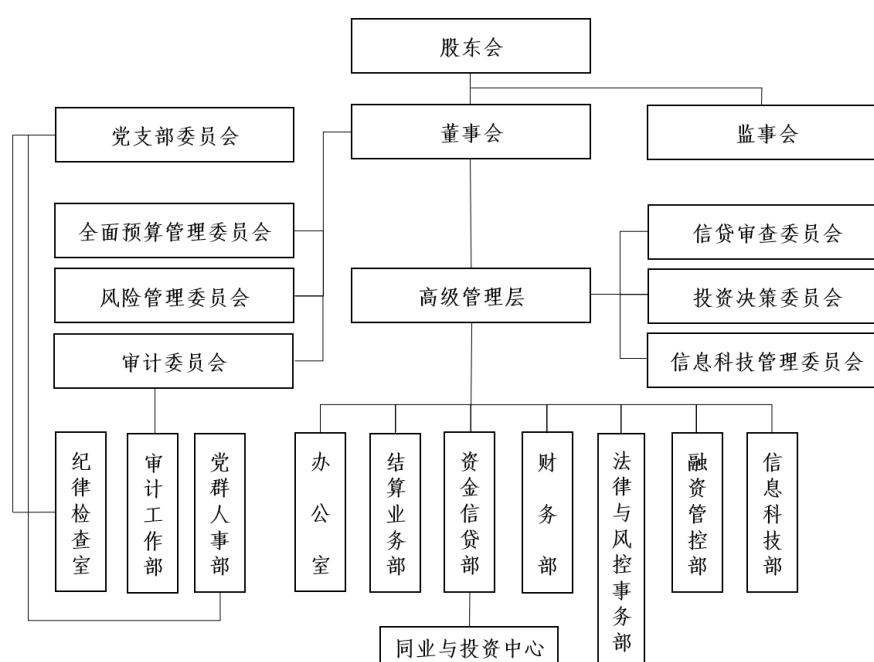 股东会
党支部委员会
董事会
监事会
全面预算管理委员会
信贷审查委员会
风险管理委员会
高级管理层
投资决策委员会
审计委员会
信息科技管理委员会
纪律检查室
审计工作部
党群人事部
办公室
结算业务部
资金信贷部
财务部
法律与风控事务部
融资管控部
信息科技部
同业与投资中心